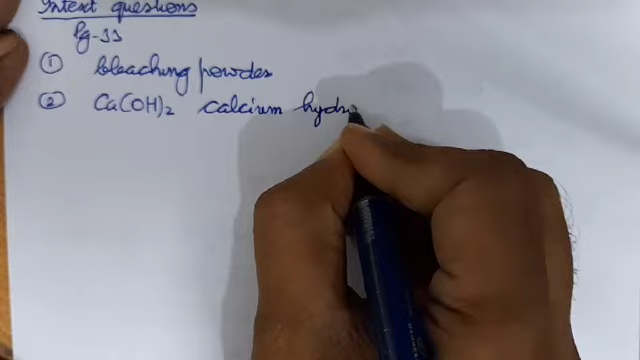 Intext questions
Pg-33
① bleaching powder
② Ca(OH)₂ calcium hydr